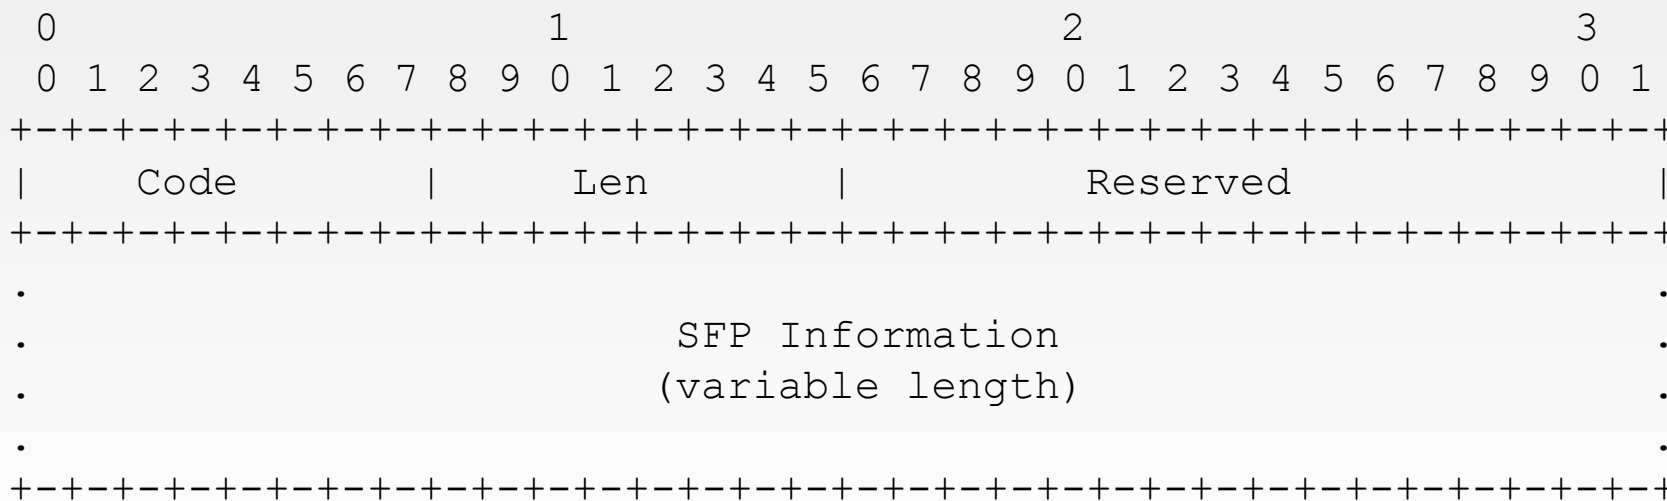 0                   1                   2                   3
 0 1 2 3 4 5 6 7 8 9 0 1 2 3 4 5 6 7 8 9 0 1 2 3 4 5 6 7 8 9 0 1
+-+-+-+-+-+-+-+-+-+-+-+-+-+-+-+-+-+-+-+-+-+-+-+-+-+-+-+-+-+-+-+-+
|    Code       |     Len       |         Reserved              |
+-+-+-+-+-+-+-+-+-+-+-+-+-+-+-+-+-+-+-+-+-+-+-+-+-+-+-+-+-+-+-+-+
.                                                               .
.                         SFP Information                       .
.                        (variable length)                      .
.                                                               .
+-+-+-+-+-+-+-+-+-+-+-+-+-+-+-+-+-+-+-+-+-+-+-+-+-+-+-+-+-+-+-+-+